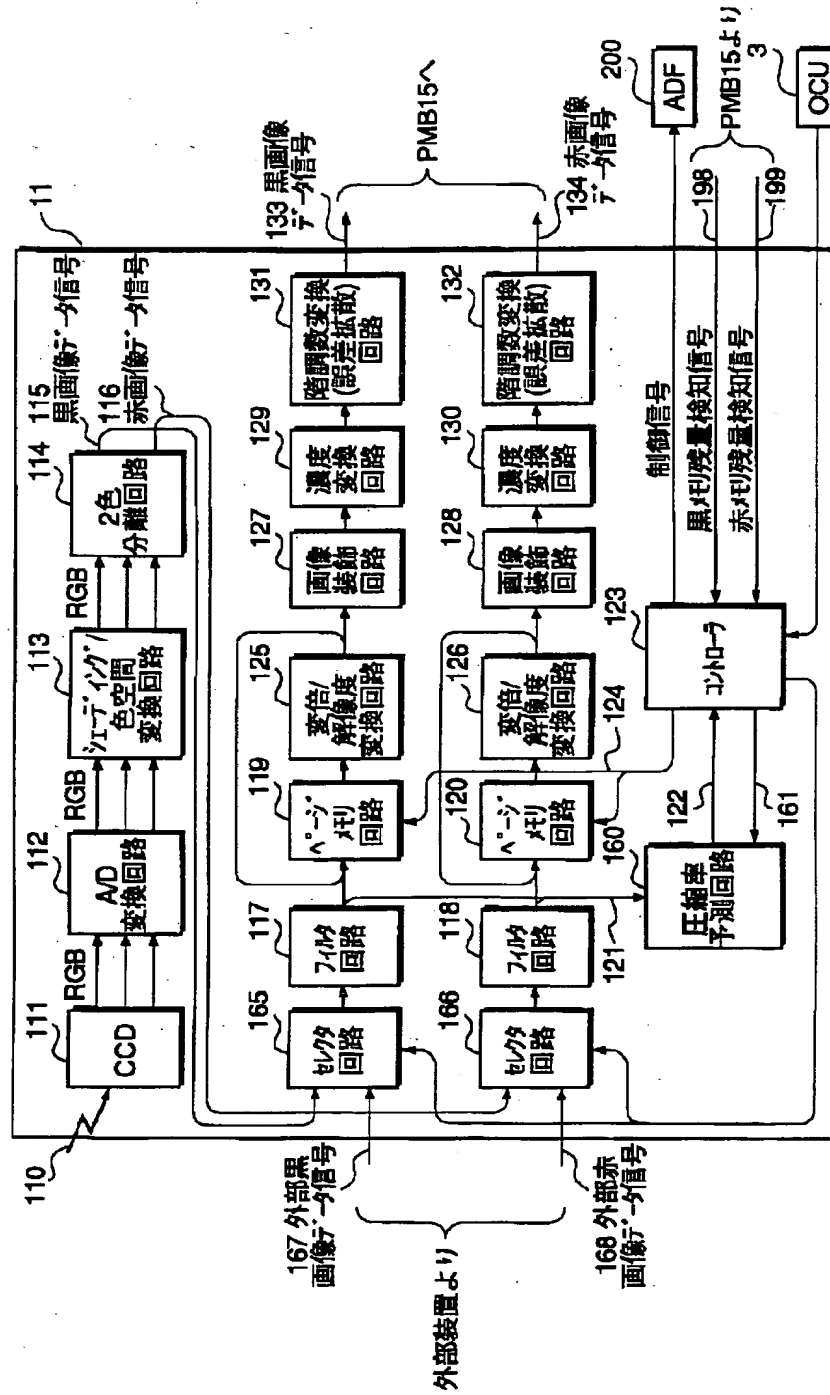 11
110
111
CCD
RGB
112
A/D
変換回路
RGB
113
シェーディング/
色空間
変換回路
RGB
114
2色
分離回路
115
黒画像データ信号
116
赤画像データ信号
外部装置より
167 外部黒
画像データ信号
168 外部赤
画像データ信号
165
セレクタ
回路
117
フィルタ
回路
119
ページ
メモリ
回路
125
変倍/
解像度
変換回路
127
画像
装飾
回路
129
濃度
変換
回路
131
階調数変換
(誤差拡散)
回路
133 黒画像
データ信号
166
セレクタ
回路
118
フィルタ
回路
120
ページ
メモリ
回路
126
変倍/
解像度
変換回路
128
画像
装飾
回路
130
濃度
変換
回路
132
階調数変換
(誤差拡散)
回路
134 赤画像
データ信号
PMB15へ
121
160
圧縮率
予測回路
122
161
124
123
コントローラ
制御信号
黒メモリ残量検知信号
赤メモリ残量検知信号
200
ADF
198
199
PMB15より
3
OCU